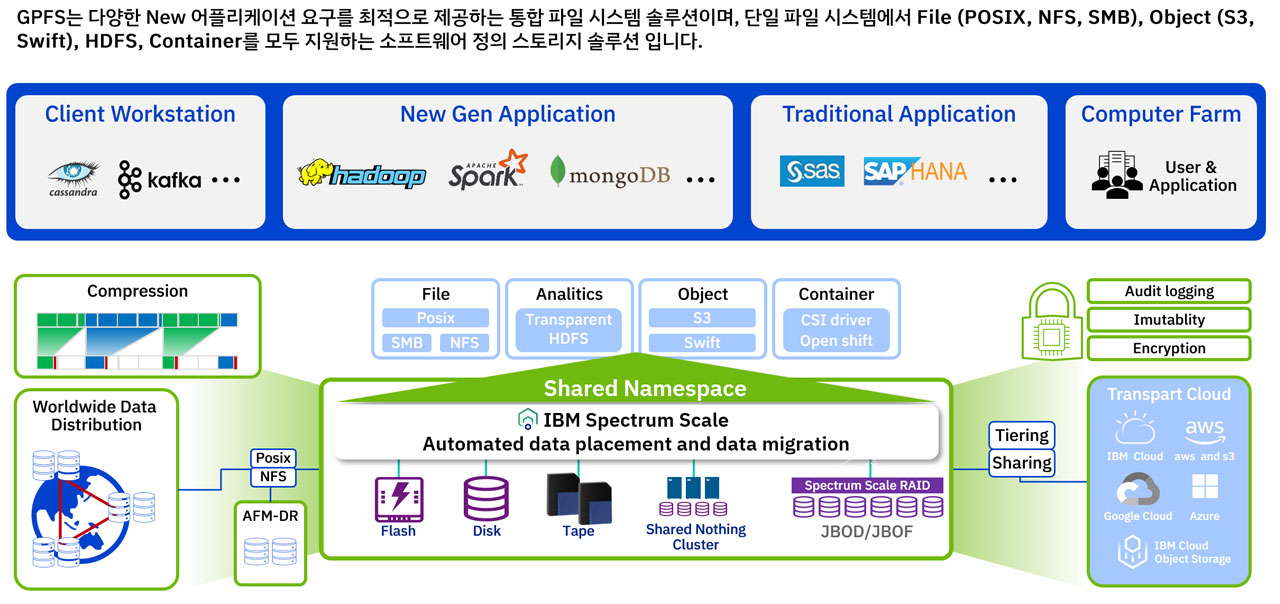 GPFS는 다양한 New 어플리케이션 요구를 최적으로 제공하는 통합 파일 시스템 솔루션이며, 단일 파일 시스템에서 File (POSIX, NFS, SMB), Object (S3,
Swift), HDFS, Container를 모두 지원하는 소프트웨어 정의 스토리지 솔루션 입니다.
Client Workstation
cassandra
kafka
...
New Gen Application
hadoop
APACHE
Spark
mongoDB
...
Traditional Application
sas
SAP HANA
...
Computer Farm
User &
Application
Compression
File
Posix
SMB
NFS
Analitics
Transparent
HDFS
Object
S3
Swift
Container
CSI driver
Open shift
Audit logging
Imutablity
Encryption
Worldwide Data
Distribution
Posix
NFS
AFM-DR
Shared Namespace
IBM Spectrum Scale
Automated data placement and data migration
Flash
Disk
Tape
Shared Nothing
Cluster
Spectrum Scale RAID
JBOD/JBOF
Tiering
Sharing
Transpart Cloud
IBM Cloud
aws
aws and s3
Google Cloud
Azure
IBM Cloud
Object Storage